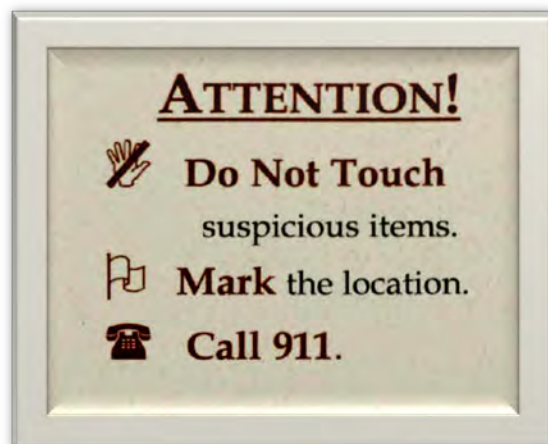 ATTENTION!
Do Not Touch
suspicious items.
Mark the location.
Call 911.